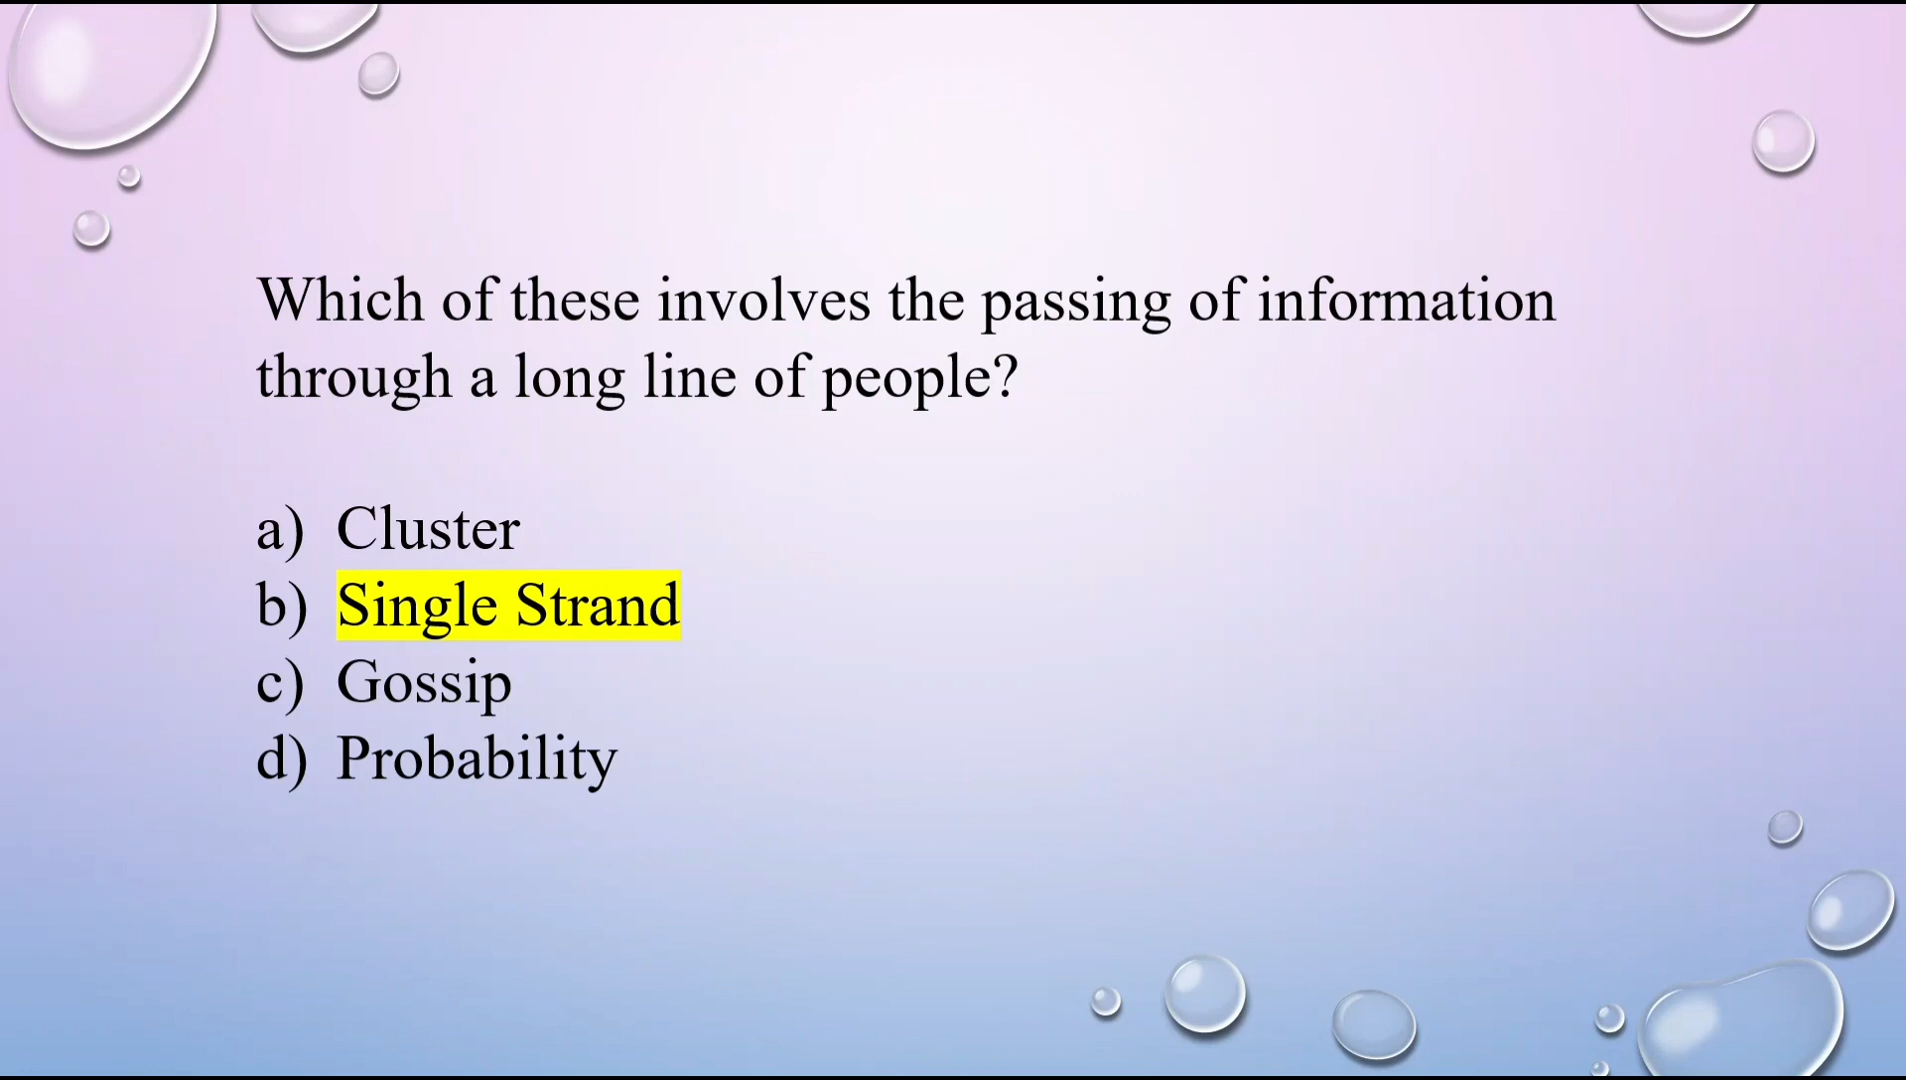 Which of these involves the passing of information
through a long line of people?
a) Cluster
b) Single Strand
c) Gossip
d) Probability